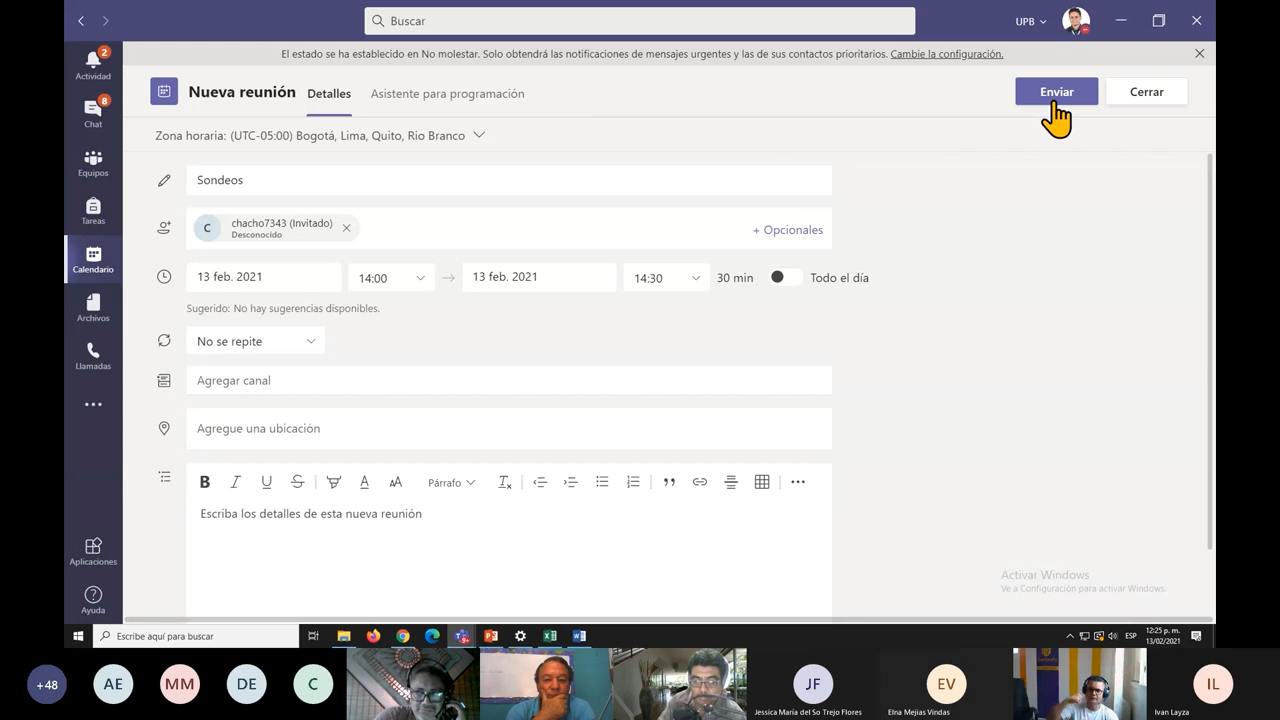 Buscar
UPB
El estado se ha establecido en No molestar. Solo obtendrá las notificaciones de mensajes urgentes y las de sus contactos prioritarios. Cambie la configuración.
2
Actividad
8
Chat
Equipos
Tareas
Calendario
Archivos
Llamadas
Aplicaciones
Ayuda
Nueva reunión
Detalles
Asistente para programación
Enviar
Cerrar
Zona horaria: (UTC-05:00) Bogotá, Lima, Quito, Rio Branco
Sondeos
C
chacho7343 (Invitado)
Desconocido
+ Opcionales
13 feb. 2021
14:00
13 feb. 2021
14:30
30 min
Todo el día
Sugerido: No hay sugerencias disponibles.
No se repite
Agregar canal
Agregue una ubicación
B
I
U
S
A
AA
Párrafo
Escriba los detalles de esta nueva reunión
Activar Windows
Ve a Configuración para activar Windows.
Escribe aquí para buscar
ESP
12:25 p. m.
13/02/2021
+48
AE
MM
DE
C
JF
Jessica María del So Trejo Flores
EV
Elna Mejias Vindas
IL
Ivan Layza